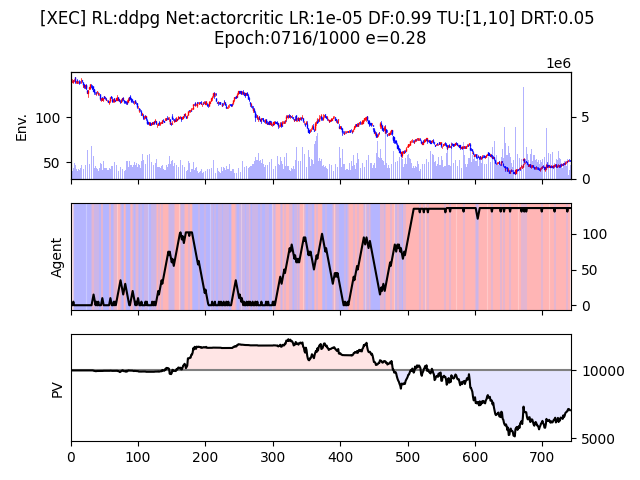 [XEC] RL:ddpg Net:actorcritic LR:1e-05 DF:0.99 TU:[1,10] DRT:0.05
Epoch:0716/1000 e=0.28
1e6
Env.
100
50
5
0
Agent
100
50
0
PV
10000
5000
0 100 200 300 400 500 600 700